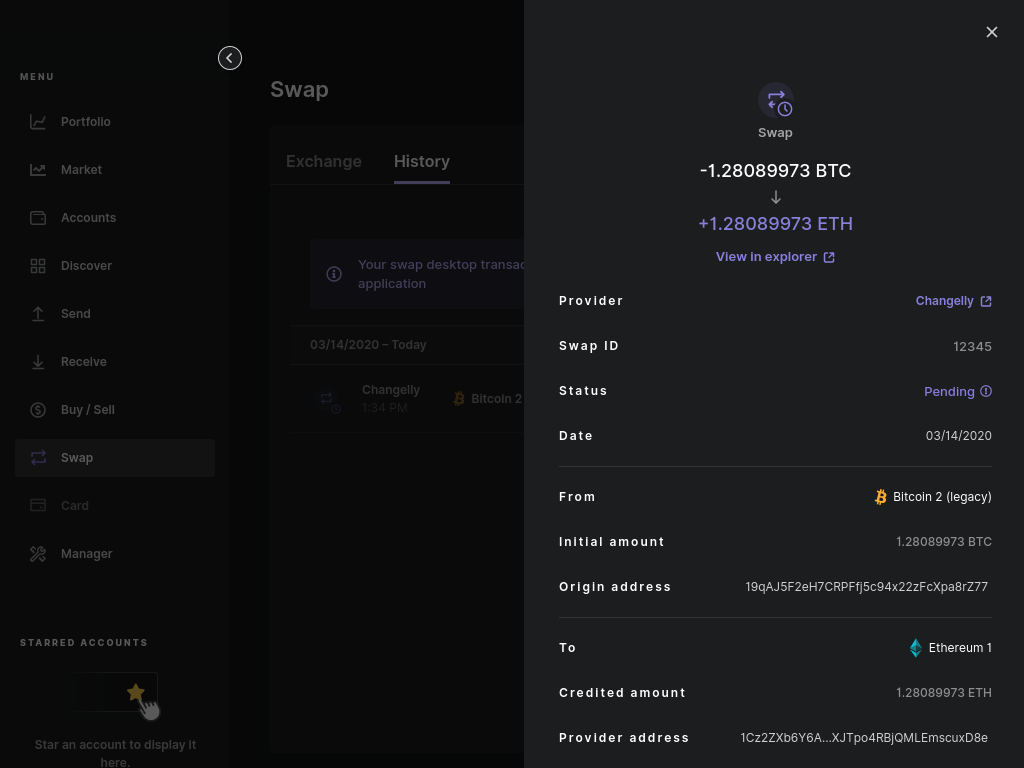 MENU
Portfolio
Market
Accounts
Discover
Send
Receive
Buy / Sell
Swap
Card
Manager
STARRED ACCOUNTS
Star an account to display it
here.
Swap
Exchange
History
Your swap desktop transac
application
03/14/2020 – Today
Changelly
1:34 PM
Bitcoin 2
Swap
-1.28089973 BTC
+1.28089973 ETH
View in explorer
Provider Changelly
Swap ID 12345
Status Pending
Date 03/14/2020
From Bitcoin 2 (legacy)
Initial amount 1.28089973 BTC
Origin address 19qAJ5F2eH7CRPFfj5c94x22zFcXpa8rZ77
To Ethereum 1
Credited amount 1.28089973 ETH
Provider address 1Cz2ZXb6Y6A...XJTpo4RBjQMLEmscuxD8e